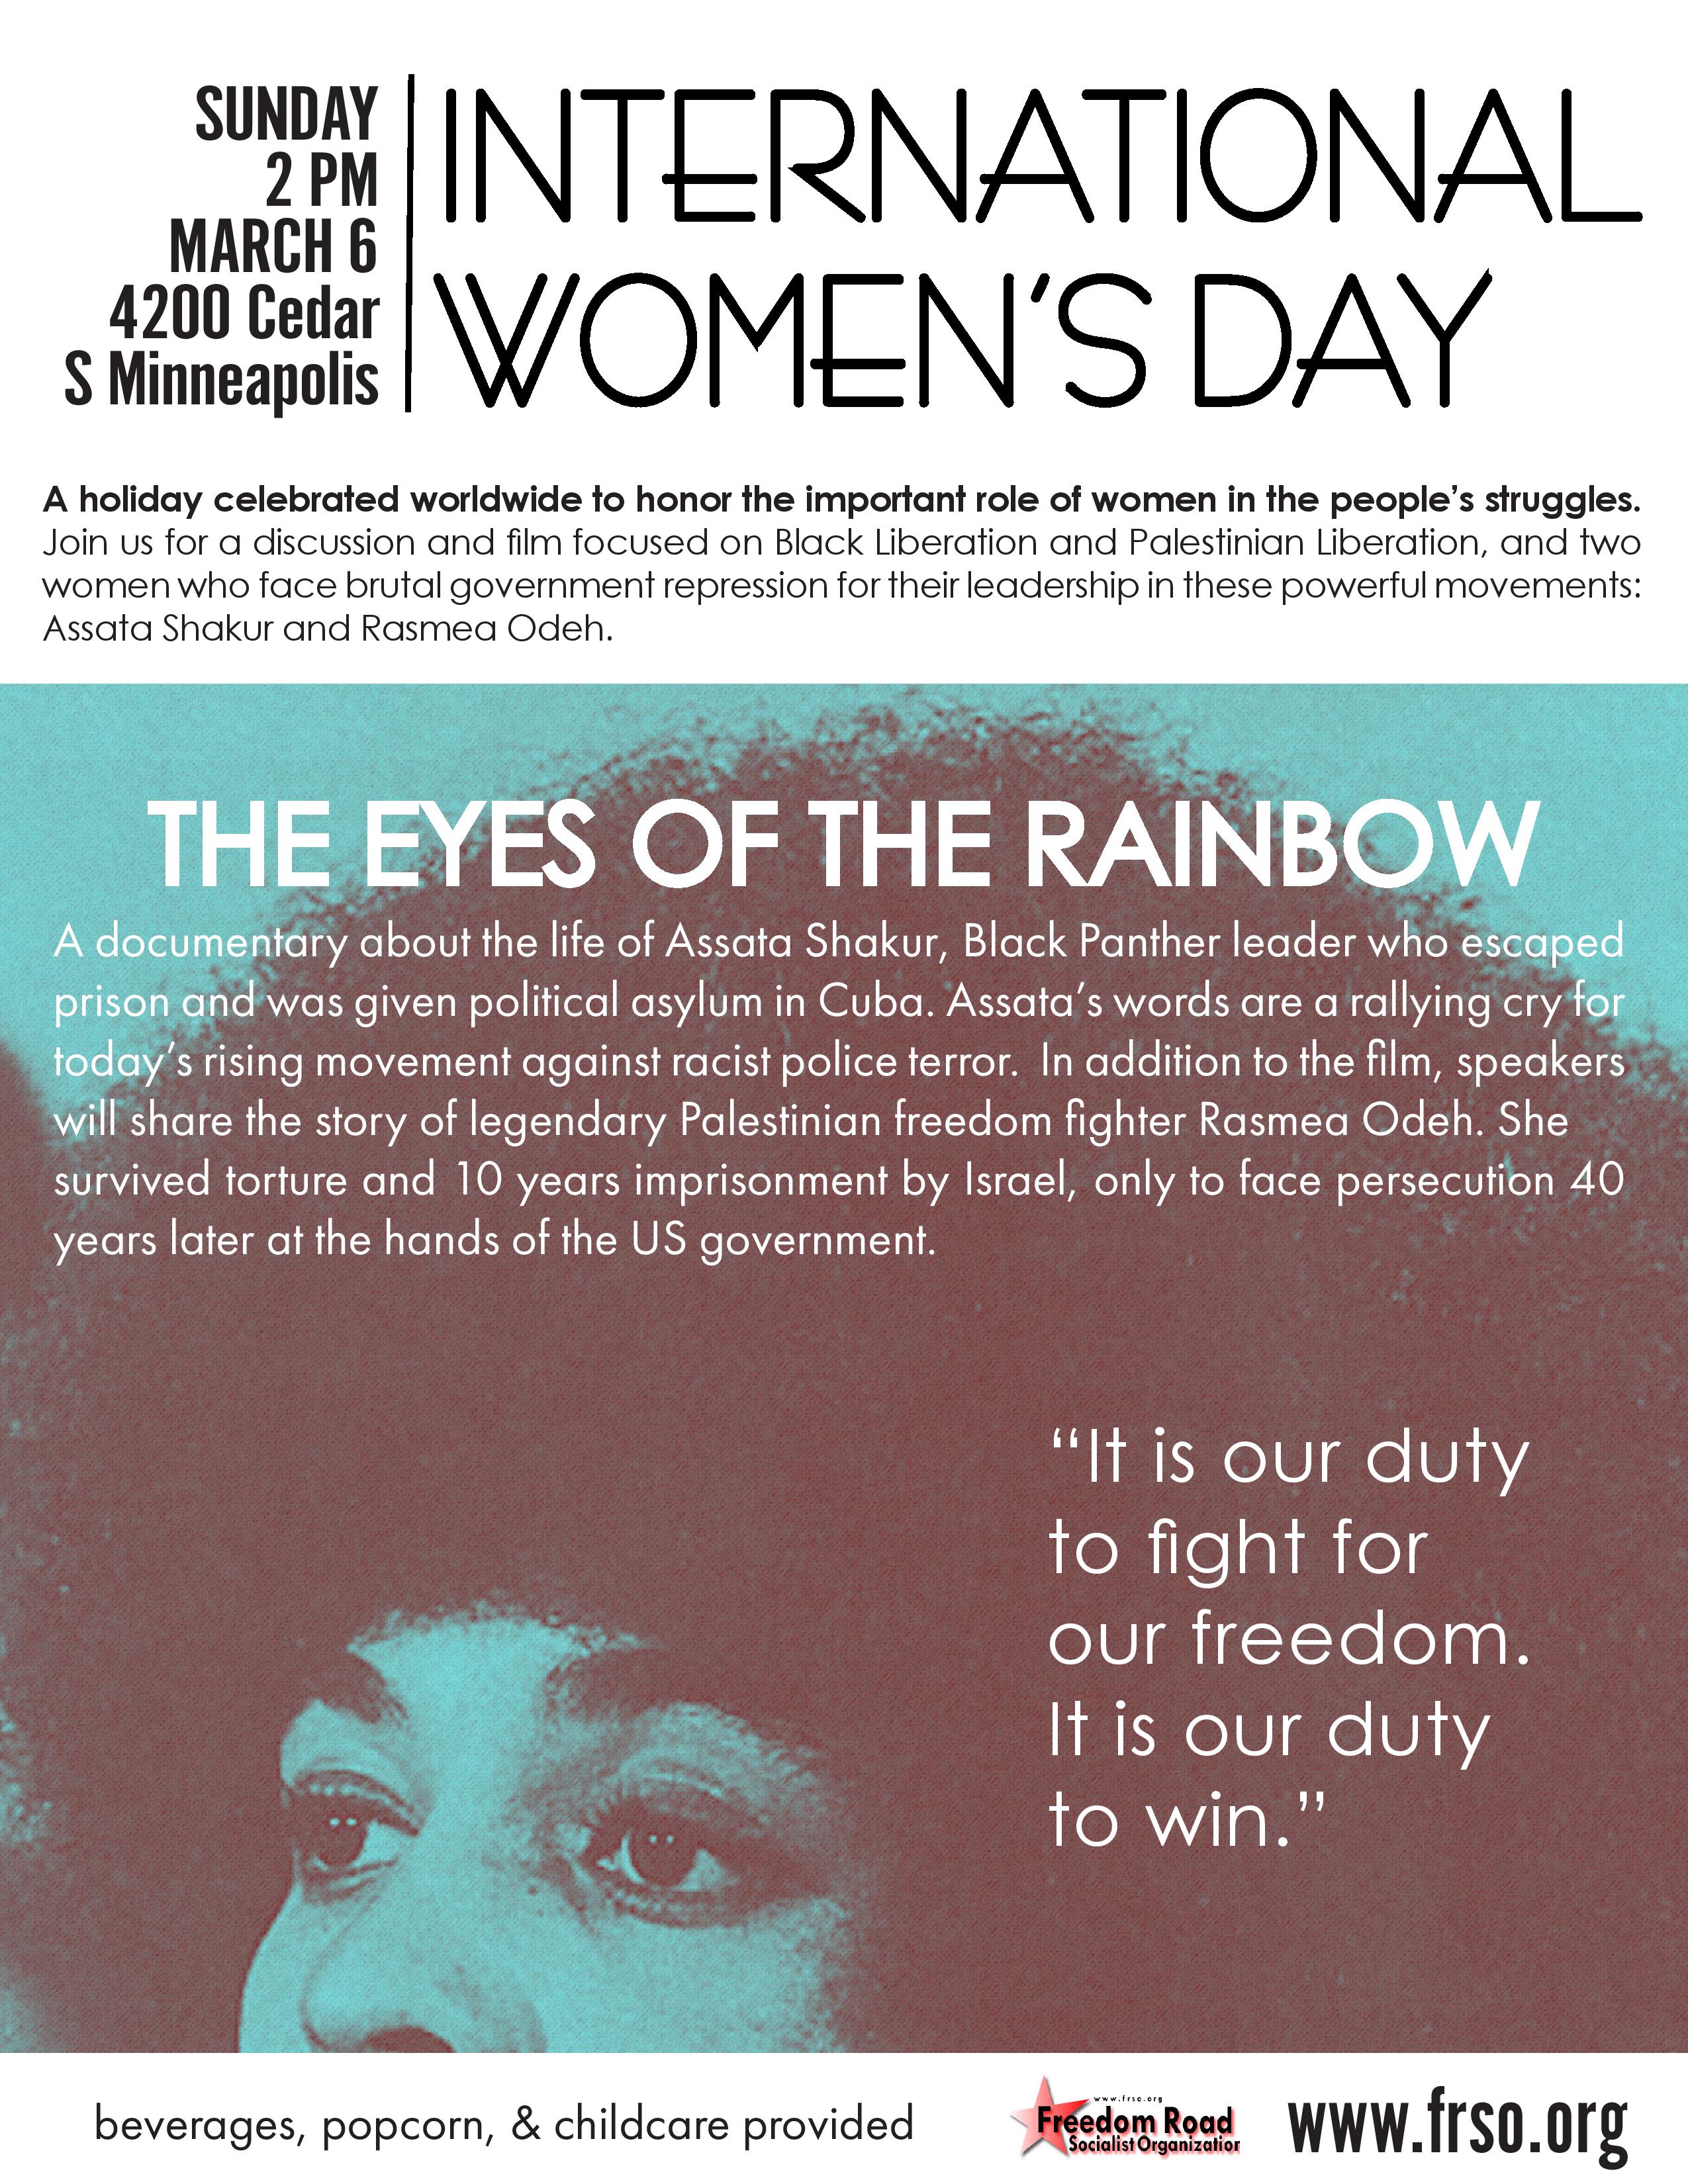 SUNDAY
2 PM
MARCH 6
4200 Cedar
S Minneapolis
INTERNATIONAL
WOMEN'S DAY
A holiday celebrated worldwide to honor the important role of women in the people's struggles.
Join us for a discussion and film focused on Black Liberation and Palestinian Liberation, and two
women who face brutal government repression for their leadership in these powerful movements:
Assata Shakur and Rasmea Odeh.
THE EYES OF THE RAINBOW
A documentary about the life of Assata Shakur, Black Panther leader who escaped
prison and was given political asylum in Cuba. Assata's words are a rallying cry for
today's rising movement against racist police terror.  In addition to the film, speakers
will share the story of legendary Palestinian freedom fighter Rasmea Odeh. She
survived torture and 10 years imprisonment by Israel, only to face persecution 40
years later at the hands of the US government.
“It is our duty
to fight for
our freedom.
It is our duty
to win.”
beverages, popcorn, & childcare provided
www.frso.org
Freedom Road
Socialist Organization
www.frso.org